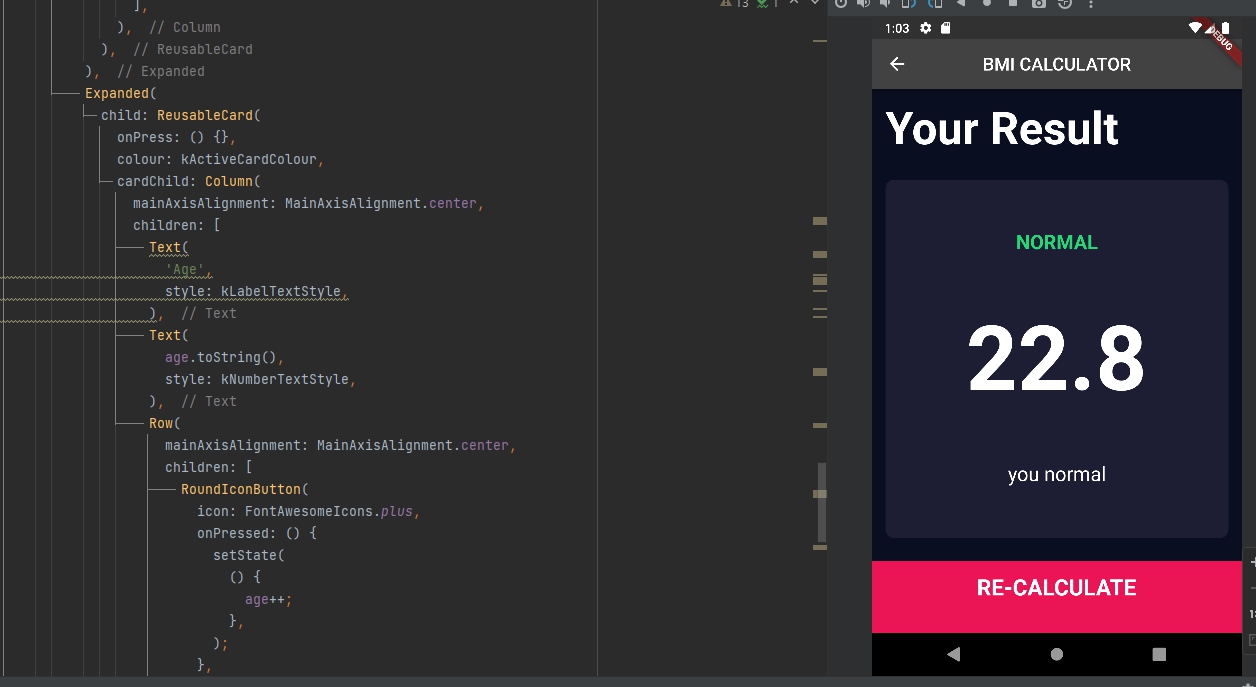 13 1
],
), // Column
), // ReusableCard
), // Expanded
Expanded(
child: ReusableCard(
onPress: () {},
colour: kActiveCardColour,
cardChild: Column(
mainAxisAlignment: MainAxisAlignment.center,
children: [
Text(
'Age',
style: kLabelTextStyle,
), // Text
Text(
age.toString(),
style: kNumberTextStyle,
), // Text
Row(
mainAxisAlignment: MainAxisAlignment.center,
children: [
RoundIconButton(
icon: FontAwesomeIcons.plus,
onPressed: () {
setState(
() {
age++;
},
);
},
1:03
DEBUG
BMI CALCULATOR
Your Result
NORMAL
22.8
you normal
RE-CALCULATE